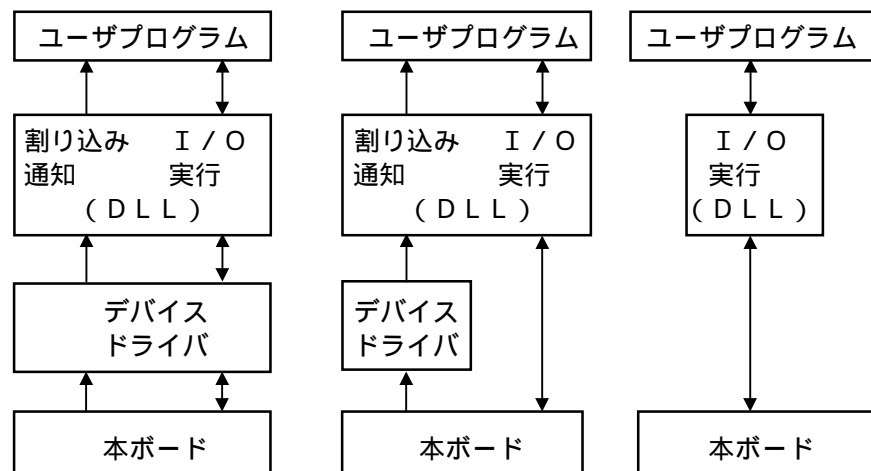 ユーザプログラム
割り込み Ｉ／Ｏ
通知 実行
（ＤＬＬ）
デバイス
ドライバ
本ボード
ユーザプログラム
割り込み Ｉ／Ｏ
通知 実行
（ＤＬＬ）
デバイス
ドライバ
本ボード
ユーザプログラム
Ｉ／Ｏ
実行
（ＤＬＬ）
本ボード